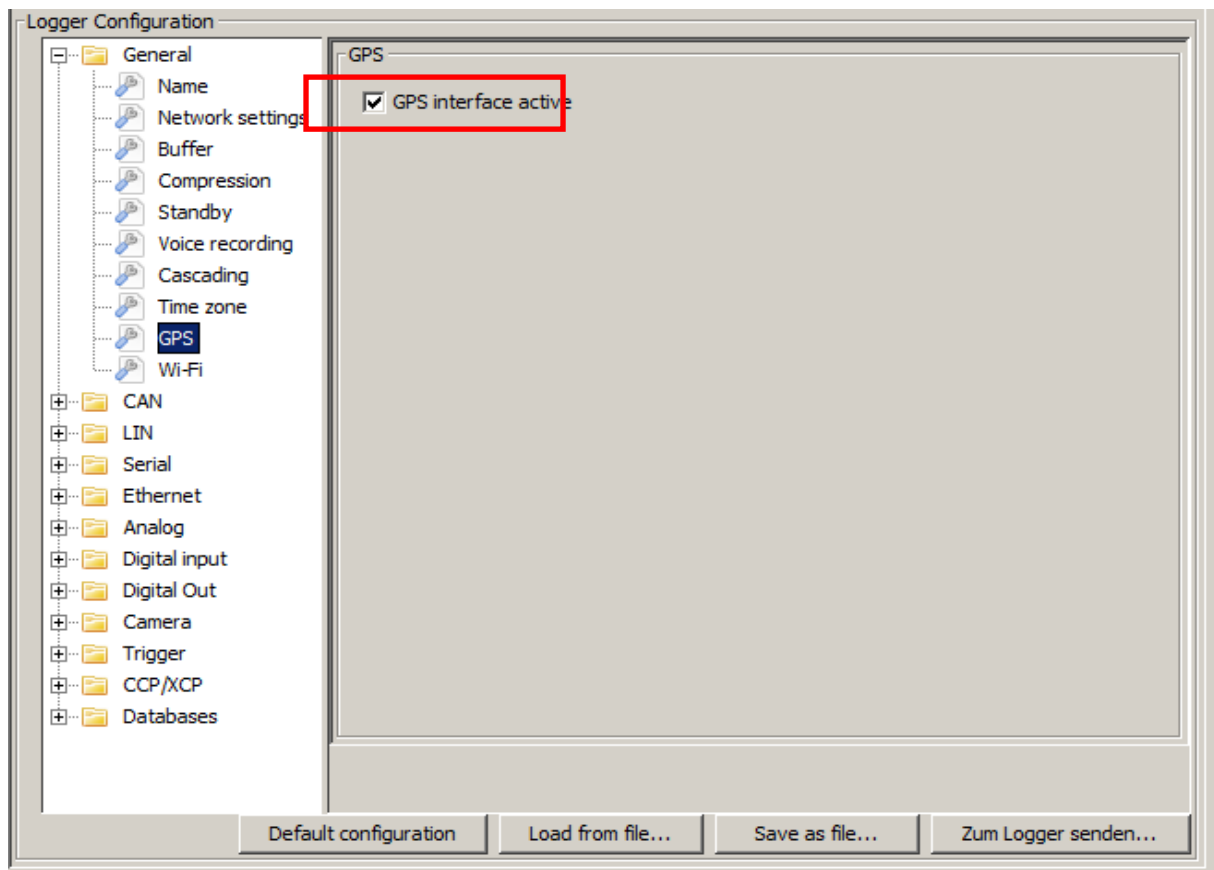 Logger Configuration
General
Name
Network settings
Buffer
Compression
Standby
Voice recording
Cascading
Time zone
GPS
Wi-Fi
CAN
LIN
Serial
Ethernet
Analog
Digital input
Digital Out
Camera
Trigger
CCP/XCP
Databases
GPS
GPS interface active
Default configuration
Load from file...
Save as file...
Zum Logger senden...